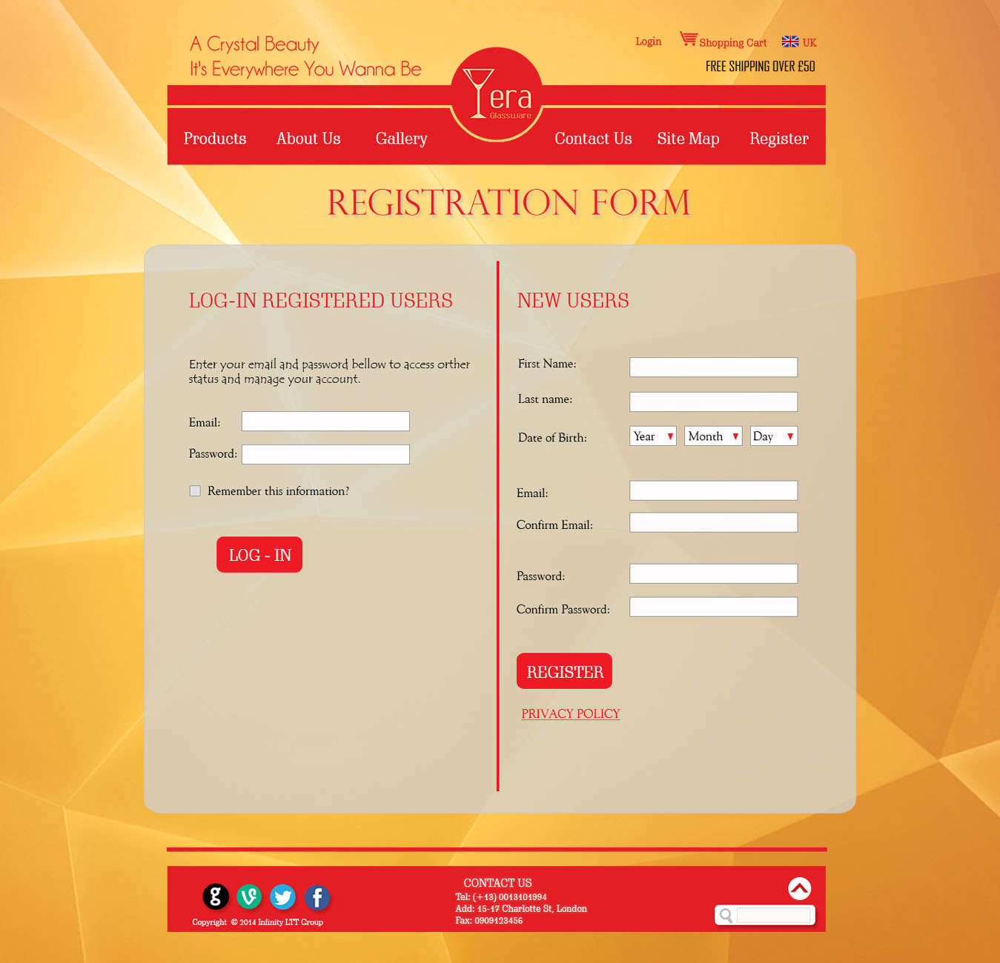 A Crystal Beauty
It's Everywhere You Wanna Be
Login
Shopping Cart
UK
FREE SHIPPING OVER £50
Yera
Glassware
Products
About Us
Gallery
Contact Us
Site Map
Register
REGISTRATION FORM
LOG-IN REGISTERED USERS
Enter your email and password bellow to access orther
status and manage your account.
Email:
Password:
Remember this information?
LOG - IN
NEW USERS
First Name:
Last name:
Date of Birth:
Year
Month
Day
Email:
Confirm Email:
Password:
Confirm Password:
REGISTER
PRIVACY POLICY
Copyright © 2014 Infinity LTT Group
CONTACT US
Tel: (+13) 0013101994
Add: 15-17 Charlotte St, London
Fax: 0909123456